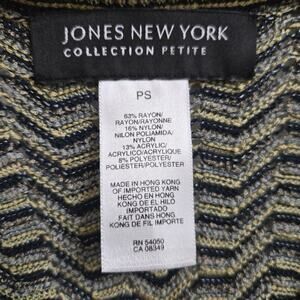 JONES NEW YORK
COLLECTION PETITE
PS
63% RAYON/
RAYON/RAYONNE
16% NYLON/
NILON POLIAMIDA/
NYLON
13% ACRYLIC/
ACRILICO/ACRYLIQUE
8% POLYESTER/
POLIESTER/POLYESTER
MADE IN HONG KONG
OF IMPORTED YARN
HECHO EN HONG
KONG DE EL HILO
IMPORTADO
FAIT DANS HONG
KONG DE FIL IMPORTE
RN 54050
CA 08349